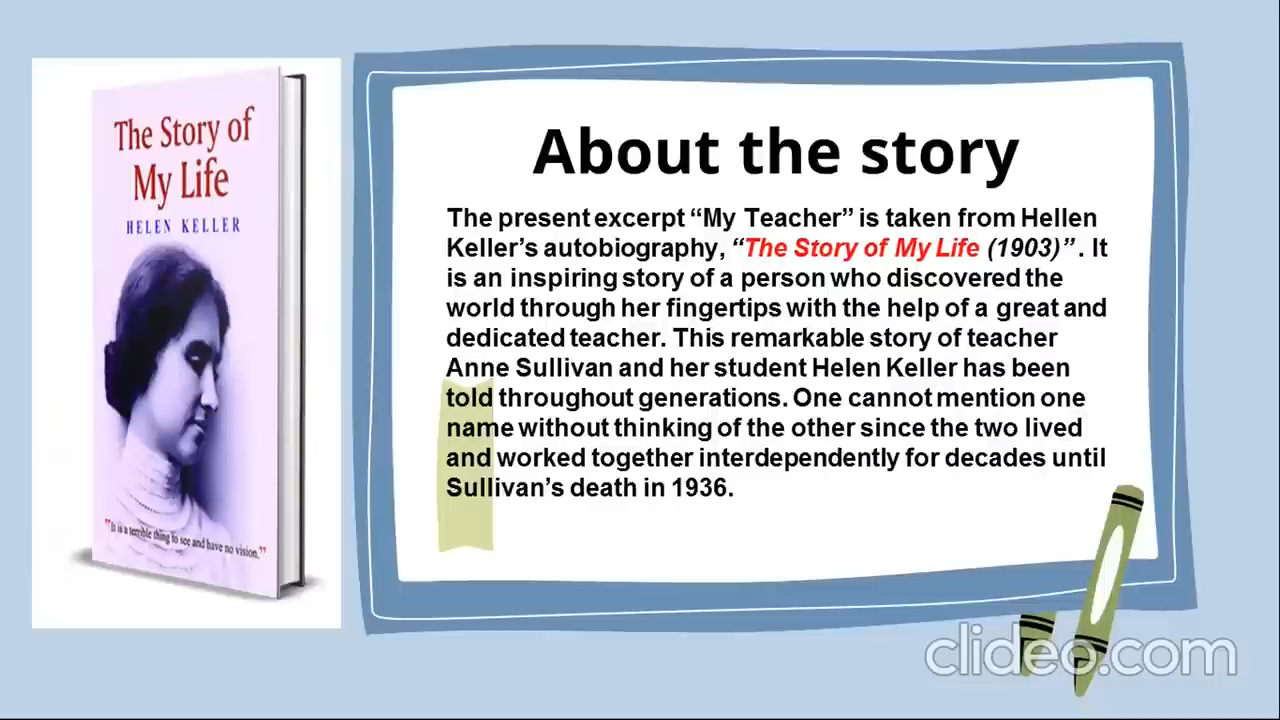 The Story of
My Life
HELEN KELLER
"It is a terrible thing to see and have no vision."
About the story
The present excerpt “My Teacher” is taken from Hellen
Keller’s autobiography, “The Story of My Life (1903)” . It
is an inspiring story of a person who discovered the
world through her fingertips with the help of a great and
dedicated teacher. This remarkable story of teacher
Anne Sullivan and her student Helen Keller has been
told throughout generations. One cannot mention one
name without thinking of the other since the two lived
and worked together interdependently for decades until
Sullivan’s death in 1936.
clideo.com